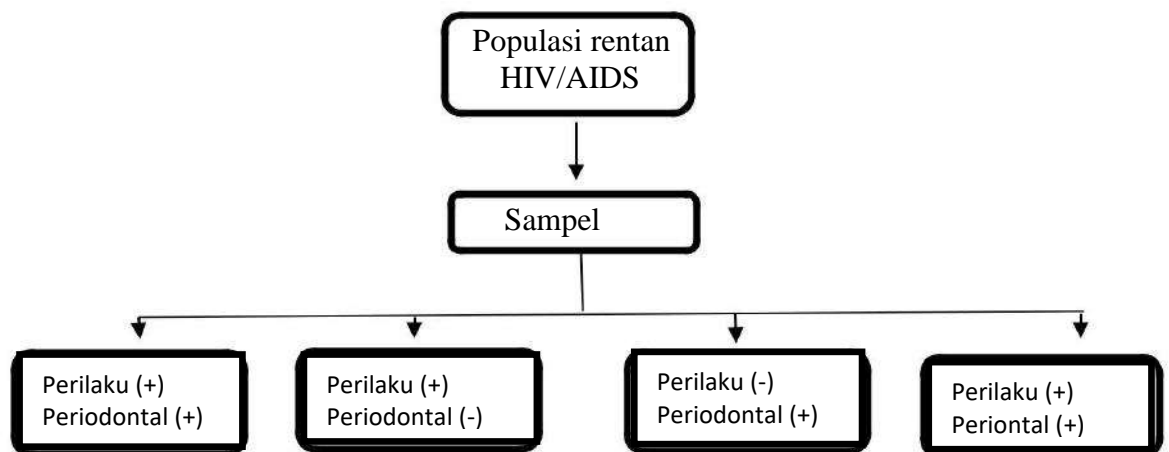 Populasi rentan
HIV/AIDS
Sampel
Perilaku (+)
Periodontal (+)
Perilaku (+)
Periodontal (-)
Perilaku (-)
Periodontal (+)
Perilaku (+)
Periontal (+)